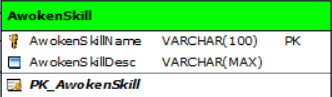 AwokenSkill
AwokenSkillName VARCHAR(100) PK
AwokenSkillDesc VARCHAR(MAX)
PK_AwokenSkill